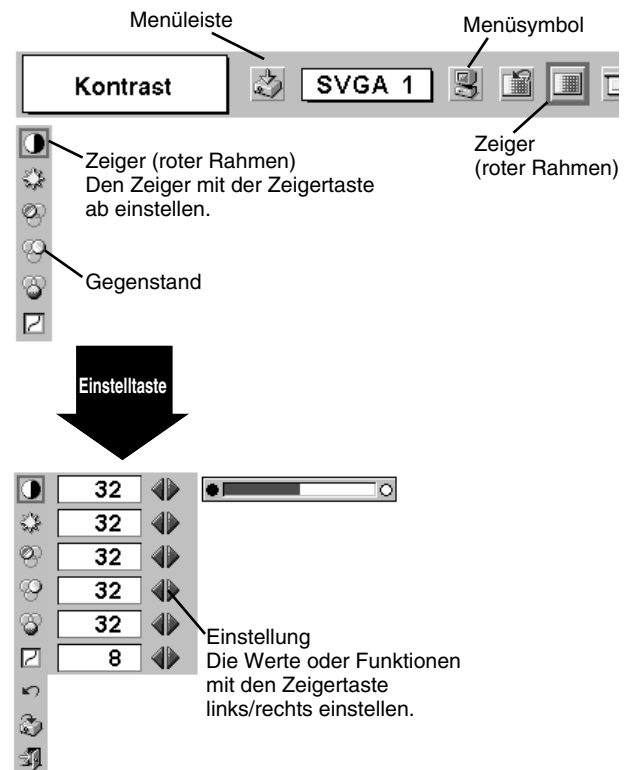 Menüleiste
Menüsymbol
Kontrast
SVGA 1
Zeiger
(roter Rahmen)
Zeiger (roter Rahmen)
Den Zeiger mit der Zeigertaste
ab einstellen.
Gegenstand
Einstelltaste
32
32
32
32
32
8
Einstellung
Die Werte oder Funktionen
mit den Zeigertaste
links/rechts einstellen.